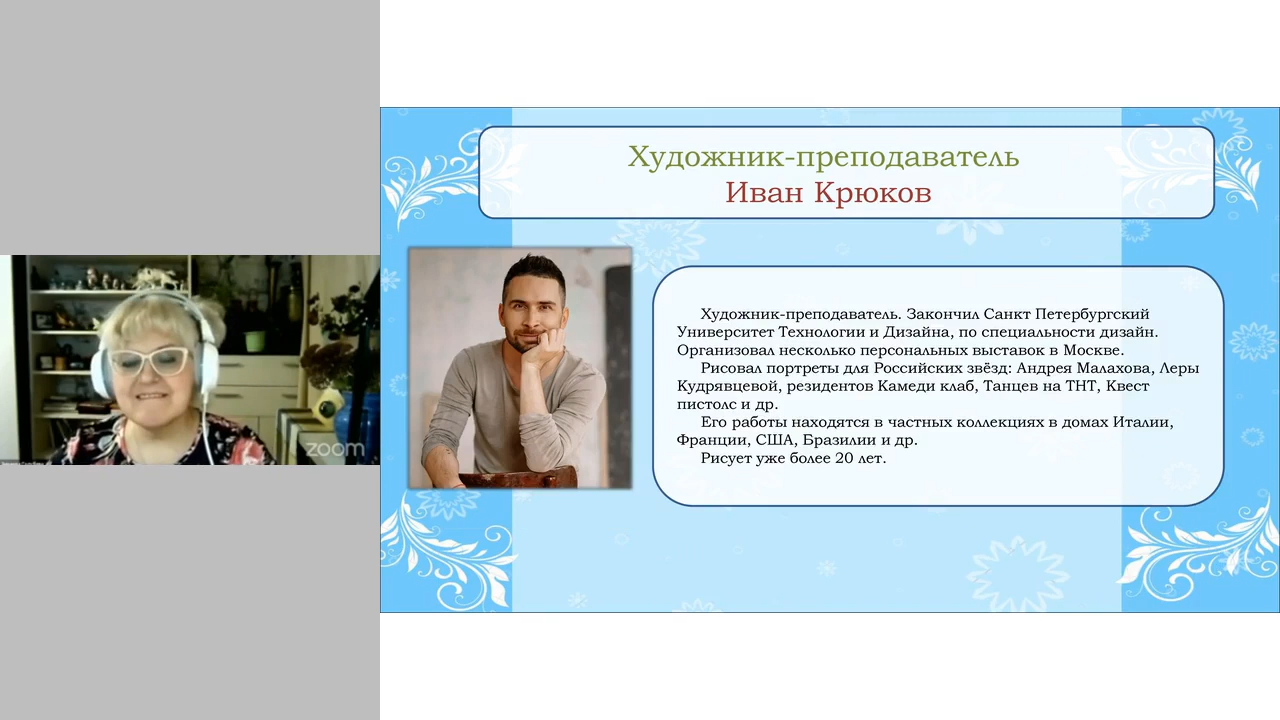 Художник-преподаватель
Иван Крюков
Художник-преподаватель. Закончил Санкт Петербургский
Университет Технологии и Дизайна, по специальности дизайн.
Организовал несколько персональных выставок в Москве.
Рисовал портреты для Российских звёзд: Андрея Малахова, Леры
Кудрявцевой, резидентов Камеди клаб, Танцев на ТНТ, Квест
пистолс и др.
Его работы находятся в частных коллекциях в домах Италии,
Франции, США, Бразилии и др.
Рисует уже более 20 лет.
zoom